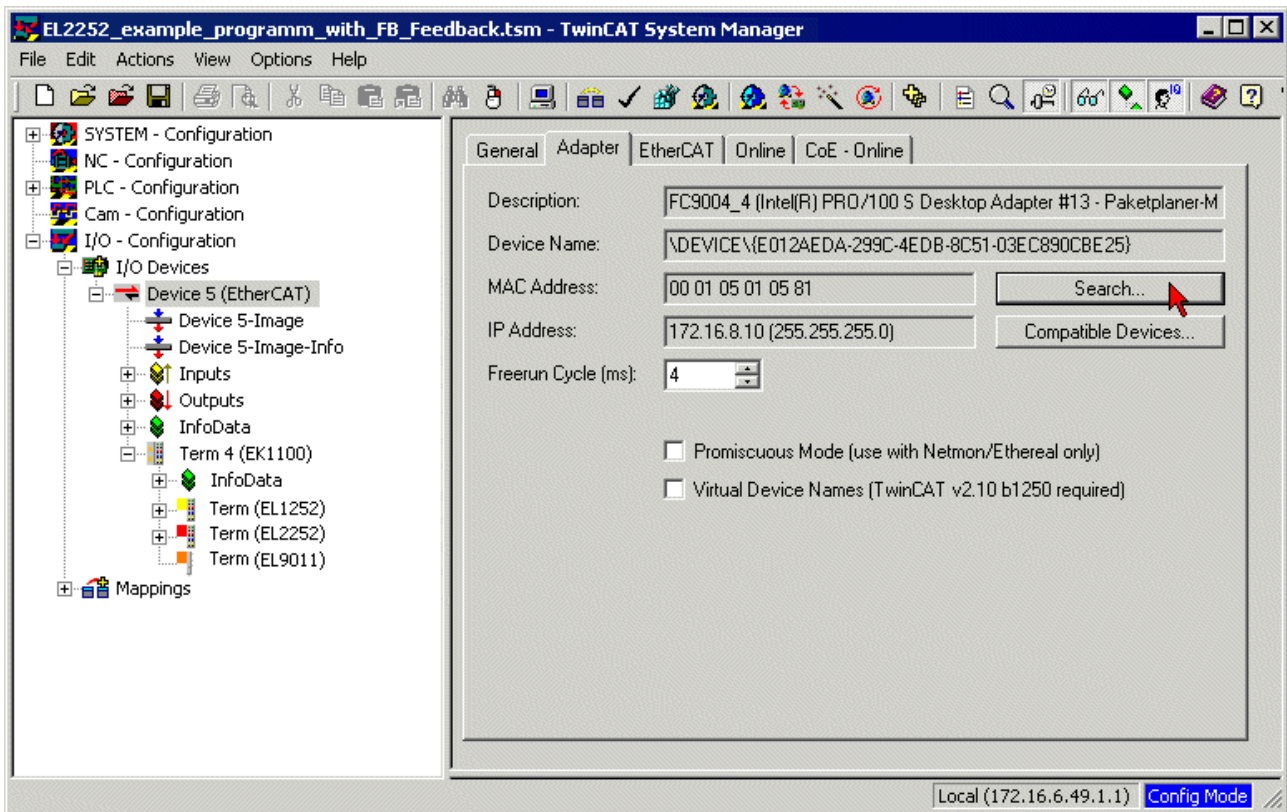 EL2252_example_programm_with_FB_Feedback.tsm - TwinCAT System Manager
File Edit Actions View Options Help
SYSTEM - Configuration
NC - Configuration
PLC - Configuration
Cam - Configuration
I/O - Configuration
I/O Devices
Device 5 (EtherCAT)
Device 5-Image
Device 5-Image-Info
Inputs
Outputs
InfoData
Term 4 (EK1100)
InfoData
Term (EL1252)
Term (EL2252)
Term (EL9011)
Mappings
General Adapter EtherCAT Online CoE - Online
Description: FC9004_4 (Intel(R) PRO/100 S Desktop Adapter #13 - Paketplaner-M
Device Name: \DEVICE\{E012AEDA-299C-4EDB-8C51-03EC890CBE25}
MAC Address: 00 01 05 01 05 81 Search...
IP Address: 172.16.8.10 (255.255.255.0) Compatible Devices...
Freerun Cycle (ms): 4
Promiscuous Mode (use with Netmon/Ethereal only)
Virtual Device Names (TwinCAT v2.10 b1250 required)
Local (172.16.6.49.1.1) Config Mode